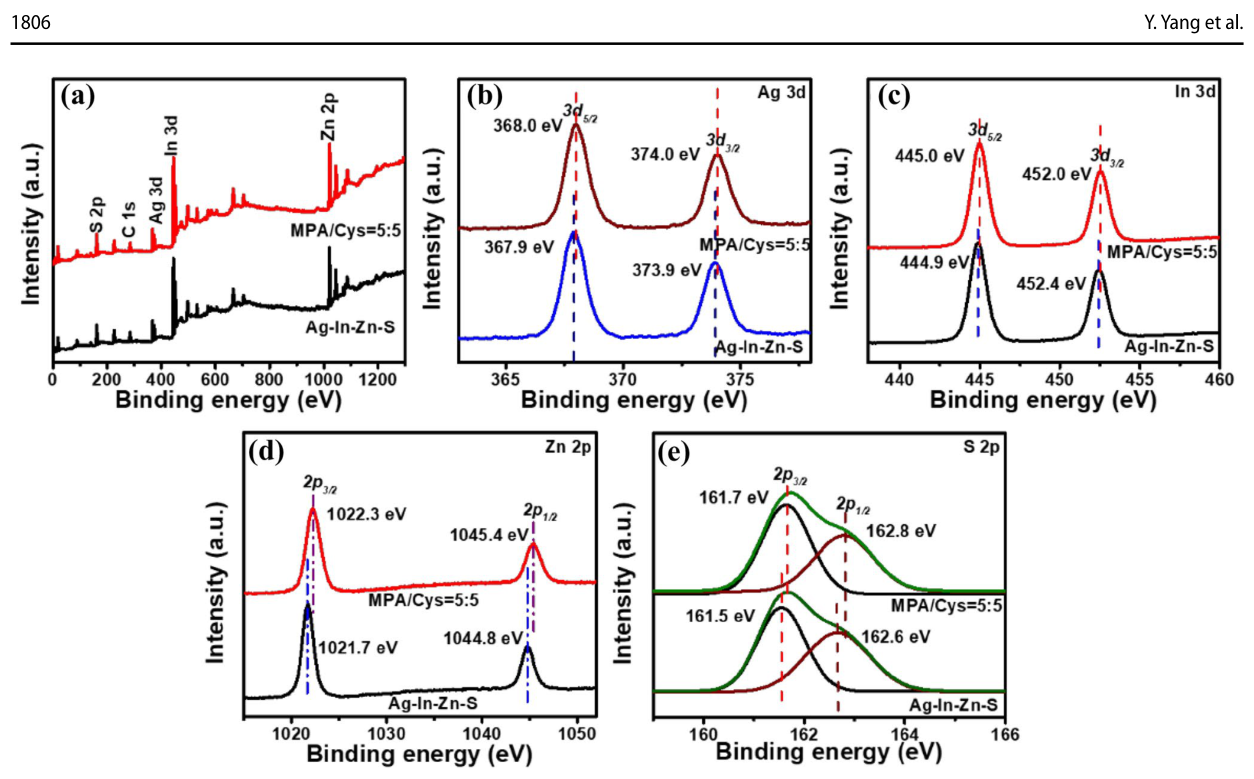 1806 Y. Yang et al.
(a)
Intensity (a.u.)
S 2p
C 1s
Ag 3d
In 3d
Zn 2p
MPA/Cys=5:5
Ag-In-Zn-S
0 200 400 600 800 1000 1200
Binding energy (eV)
(b)
Ag 3d
Intensity (a.u.)
3d5/2
368.0 eV
374.0 eV
3d3/2
MPA/Cys=5:5
367.9 eV
373.9 eV
Ag-In-Zn-S
365 370 375
Binding energy (eV)
(c)
In 3d
Intensity (a.u.)
3d5/2
445.0 eV
3d3/2
452.0 eV
MPA/Cys=5:5
444.9 eV
452.4 eV
Ag-In-Zn-S
440 445 450 455 460
Binding energy (eV)
(d)
Zn 2p
Intensity (a.u.)
2p3/2
1022.3 eV
2p1/2
1045.4 eV
MPA/Cys=5:5
1021.7 eV
1044.8 eV
Ag-In-Zn-S
1020 1030 1040 1050
Binding energy (eV)
(e)
S 2p
Intensity (a.u.)
2p3/2
161.7 eV
2p1/2
162.8 eV
MPA/Cys=5:5
161.5 eV
162.6 eV
Ag-In-Zn-S
160 162 164 166
Binding energy (eV)